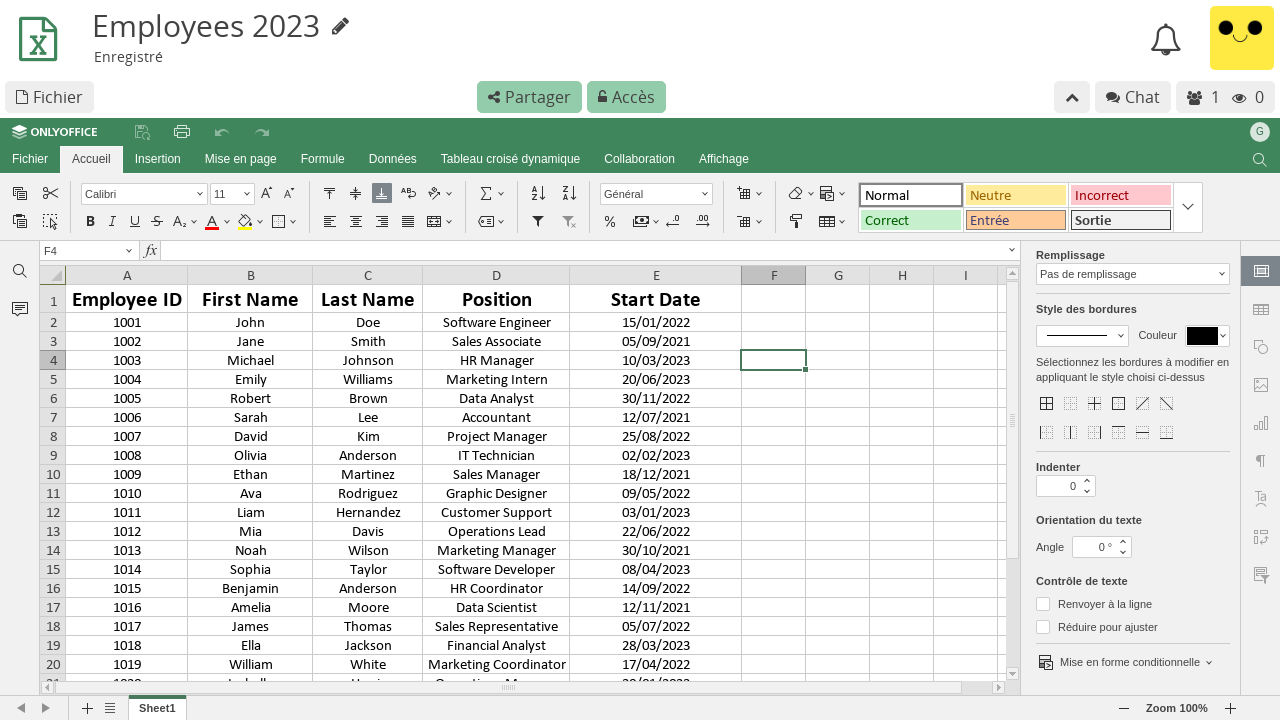 Employees 2023
Enregistré
Fichier
Partager
Accès
Chat
1
0
ONLYOFFICE
G
Fichier Accueil Insertion Mise en page Formule Données Tableau croisé dynamique Collaboration Affichage
Calibri 11 Général
Normal Neutre Incorrect
Correct Entrée Sortie
F4 fx
A B C D E F G H I
1 Employee ID First Name Last Name Position Start Date
2 1001 John Doe Software Engineer 15/01/2022
3 1002 Jane Smith Sales Associate 05/09/2021
4 1003 Michael Johnson HR Manager 10/03/2023
5 1004 Emily Williams Marketing Intern 20/06/2023
6 1005 Robert Brown Data Analyst 30/11/2022
7 1006 Sarah Lee Accountant 12/07/2021
8 1007 David Kim Project Manager 25/08/2022
9 1008 Olivia Anderson IT Technician 02/02/2023
10 1009 Ethan Martinez Sales Manager 18/12/2021
11 1010 Ava Rodriguez Graphic Designer 09/05/2022
12 1011 Liam Hernandez Customer Support 03/01/2023
13 1012 Mia Davis Operations Lead 22/06/2022
14 1013 Noah Wilson Marketing Manager 30/10/2021
15 1014 Sophia Taylor Software Developer 08/04/2023
16 1015 Benjamin Anderson HR Coordinator 14/09/2022
17 1016 Amelia Moore Data Scientist 12/11/2021
18 1017 James Thomas Sales Representative 05/07/2022
19 1018 Ella Jackson Financial Analyst 28/03/2023
20 1019 William White Marketing Coordinator 17/04/2022
Remplissage
Pas de remplissage
Style des bordures
Couleur
Sélectionnez les bordures à modifier en
appliquant le style choisi ci-dessus
Indenter
0
Orientation du texte
Angle 0 °
Contrôle de texte
Renvoyer à la ligne
Réduire pour ajuster
Mise en forme conditionnelle
Sheet1
Zoom 100%